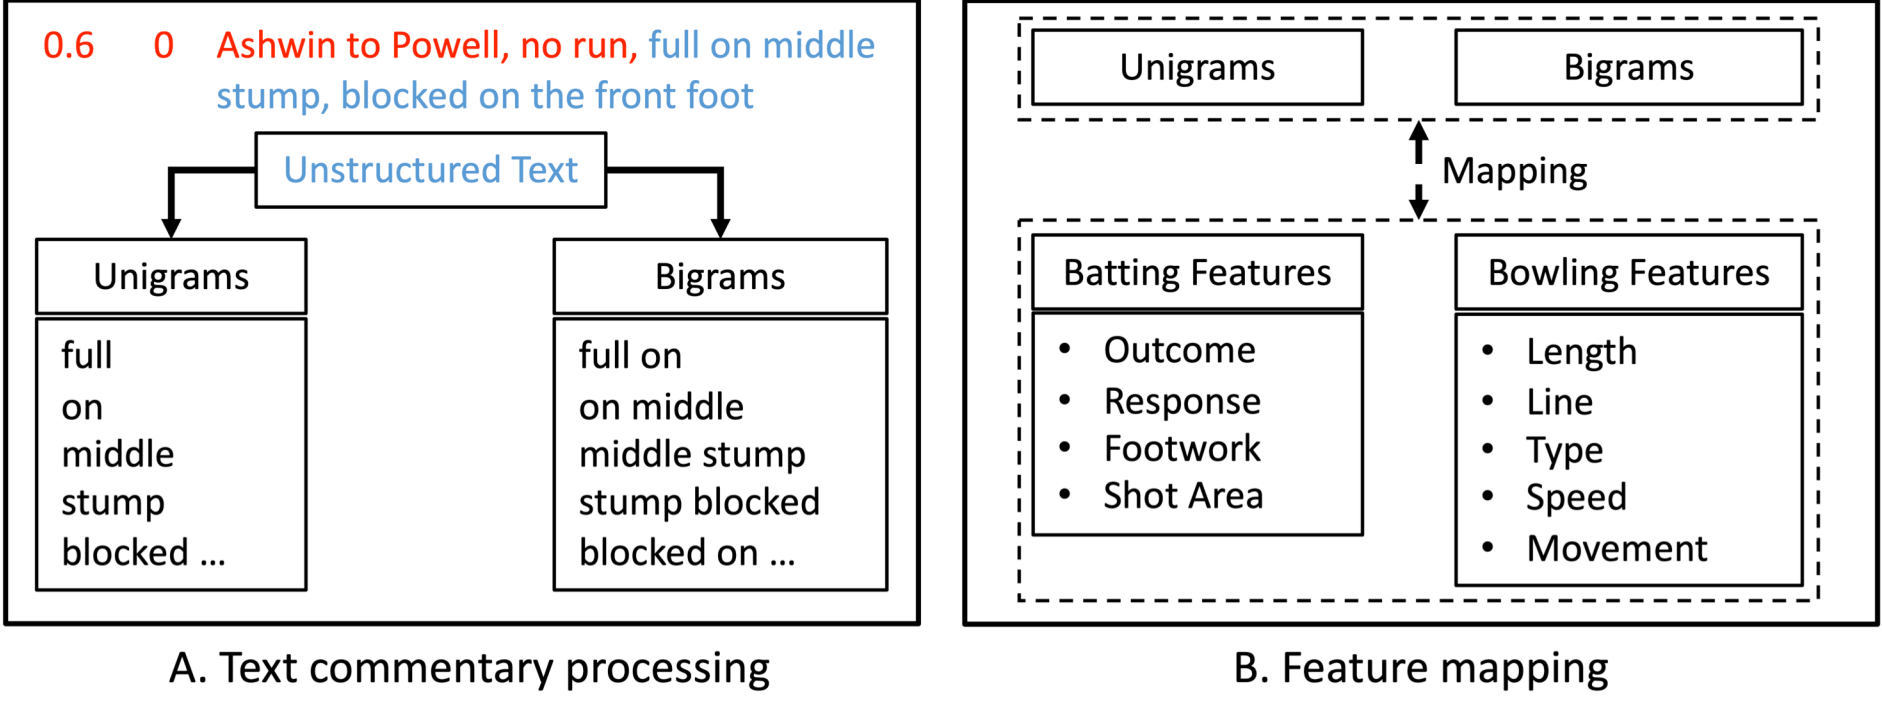 0.6 0 Ashwin to Powell, no run, full on middle
stump, blocked on the front foot
Unstructured Text
Unigrams
full
on
middle
stump
blocked ...
Bigrams
full on
on middle
middle stump
stump blocked
blocked on ...
A. Text commentary processing
Unigrams
Bigrams
Mapping
Batting Features
• Outcome
• Response
• Footwork
• Shot Area
Bowling Features
• Length
• Line
• Type
• Speed
• Movement
B. Feature mapping